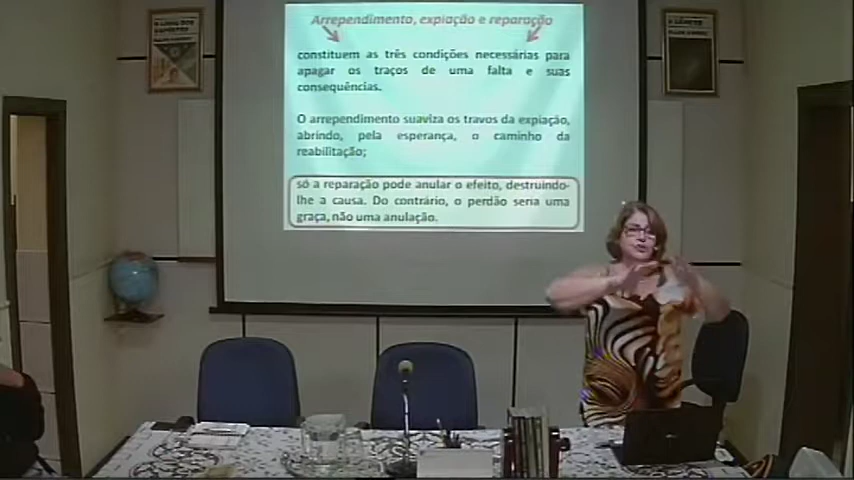 Arrependimento, expiação e reparação
constituem as três condições necessárias para
apagar os traços de uma falta e suas
consequências.
O arrependimento suaviza os travos da expiação,
abrindo, pela esperança, o caminho da
reabilitação;
só a reparação pode anular o efeito, destruindo-
lhe a causa. Do contrário, o perdão seria uma
graça, não uma anulação.